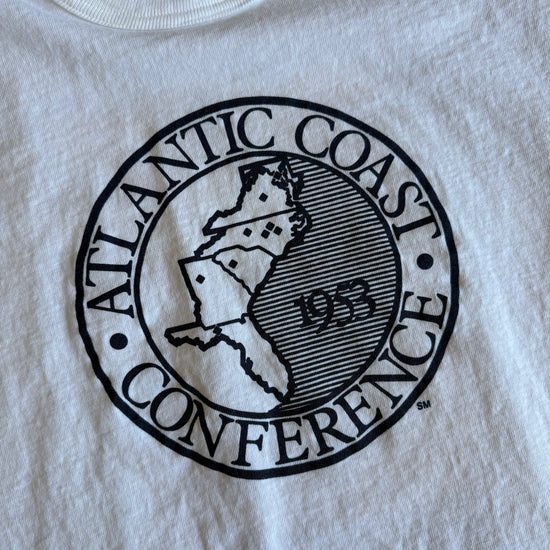 ATLANTIC COAST
1953
CONFERENCE
SM